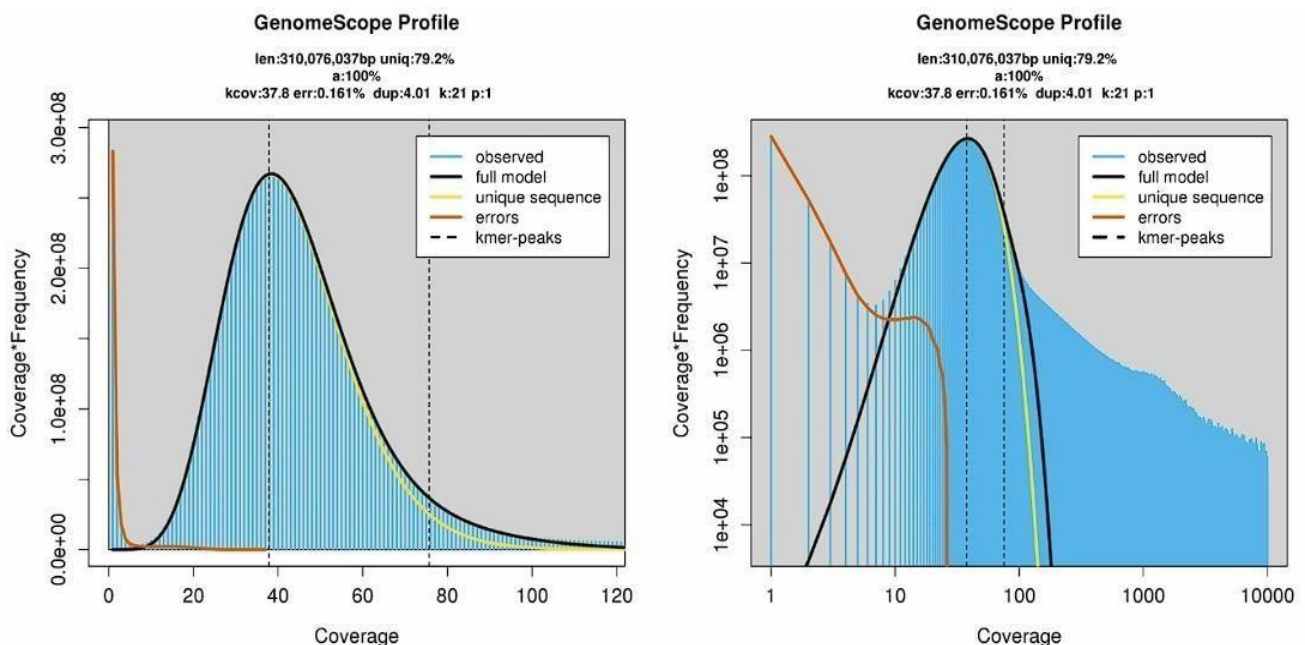 GenomeScope Profile
len:310,076,037bp uniq:79.2%
a:100%
kcov:37.8 err:0.161% dup:4.01 k:21 p:1
Coverage*Frequency
3.0e+08
2.0e+08
1.0e+08
0.0e+00
observed
full model
unique sequence
errors
kmer-peaks
0
20
40
60
80
100
120
Coverage
GenomeScope Profile
len:310,076,037bp uniq:79.2%
a:100%
kcov:37.8 err:0.161% dup:4.01 k:21 p:1
Coverage*Frequency
1e+08
1e+07
1e+06
1e+05
1e+04
observed
full model
unique sequence
errors
kmer-peaks
1
10
100
1000
10000
Coverage